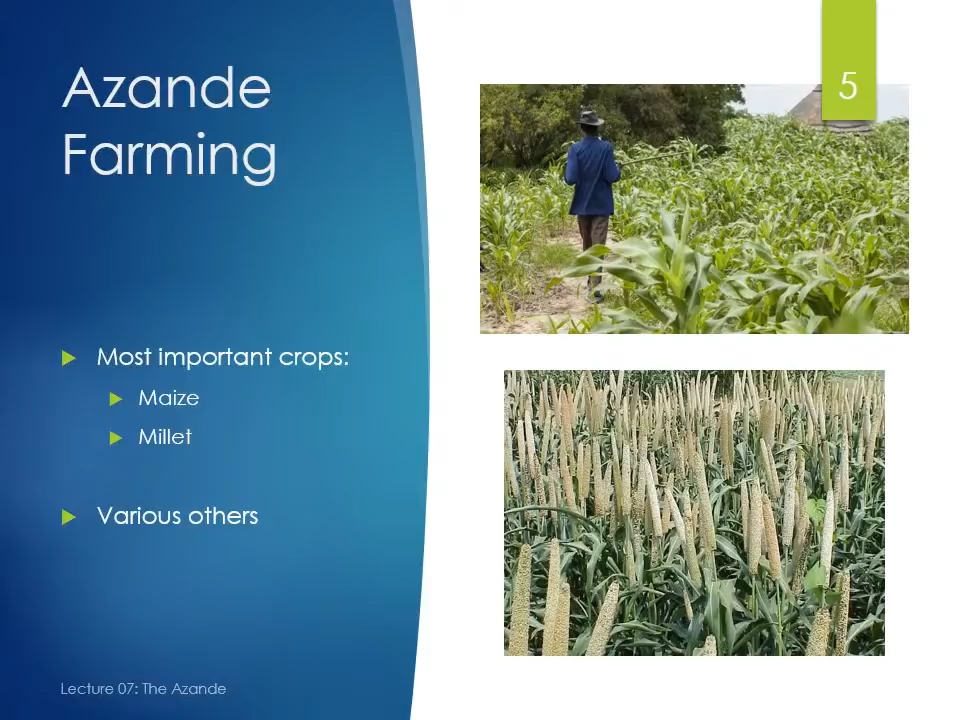 Azande
Farming
5
Most important crops:
Maize
Millet
Various others
Lecture 07: The Azande